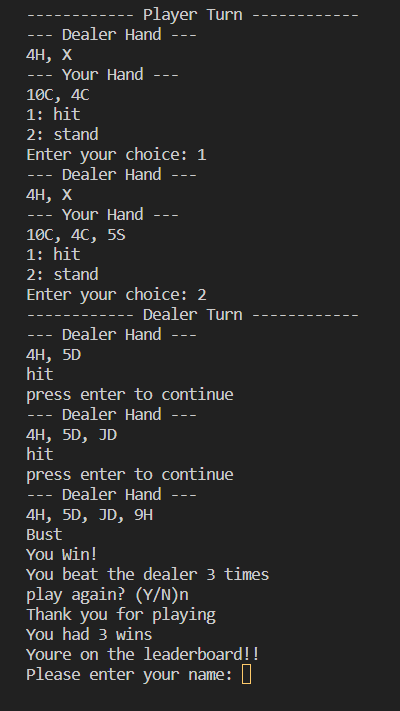 ------------ Player Turn ------------
--- Dealer Hand ---
4H, X
--- Your Hand ---
10C, 4C
1: hit
2: stand
Enter your choice: 1
--- Dealer Hand ---
4H, X
--- Your Hand ---
10C, 4C, 5S
1: hit
2: stand
Enter your choice: 2
------------ Dealer Turn ------------
--- Dealer Hand ---
4H, 5D
hit
press enter to continue
--- Dealer Hand ---
4H, 5D, JD
hit
press enter to continue
--- Dealer Hand ---
4H, 5D, JD, 9H
Bust
You Win!
You beat the dealer 3 times
play again? (Y/N)n
Thank you for playing
You had 3 wins
Youre on the leaderboard!!
Please enter your name: